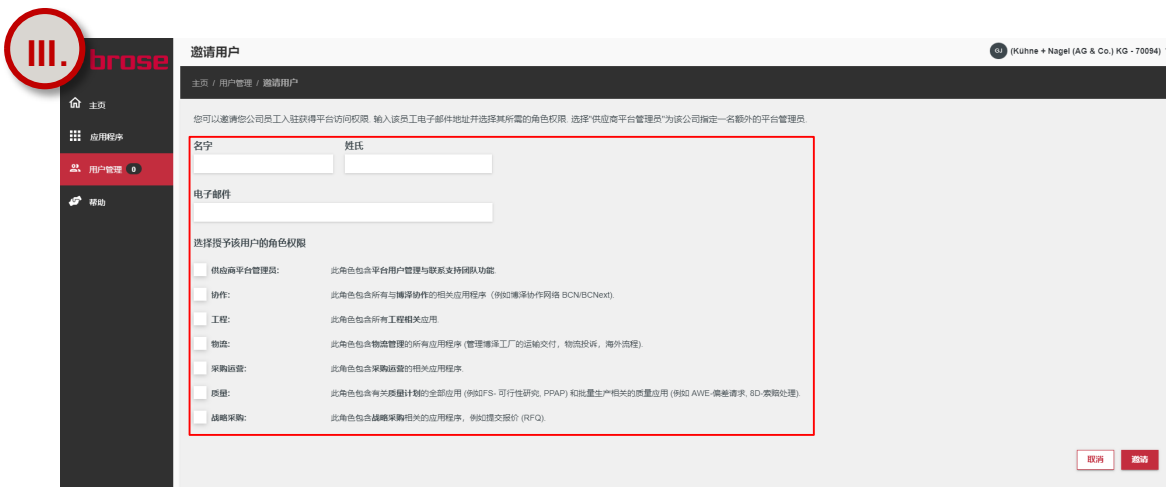 III.
brose
邀请用户
GJ (Kühne + Nagel (AG & Co.) KG - 70094)
主页 / 用户管理 / 邀请用户
主页
应用程序
用户管理 0
帮助
您可以邀请您公司员工入驻获得平台访问权限. 输入该员工电子邮件地址并选择其所需的角色权限. 选择"供应商平台管理员"为该公司指定一名额外的平台管理员.
名字 姓氏
电子邮件
选择授予该用户的角色权限
供应商平台管理员: 此角色包含平台用户管理与联系支持团队功能.
协作: 此角色包含所有与博泽协作的相关应用程序（例如博泽协作网络 BCN/BCNext).
工程: 此角色包含所有工程相关应用.
物流: 此角色包含物流管理的所有应用程序 (管理博泽工厂的运输交付，物流投诉，海外流程).
采购运营: 此角色包含采购运营的相关应用程序.
质量: 此角色包含有关质量计划的全部应用 (例如FS- 可行性研究, PPAP) 和批量生产相关的质量应用 (例如 AWE-偏差请求, 8D-索赔处理).
战略采购: 此角色包含战略采购相关的应用程序，例如提交报价 (RFQ).
取消 邀请